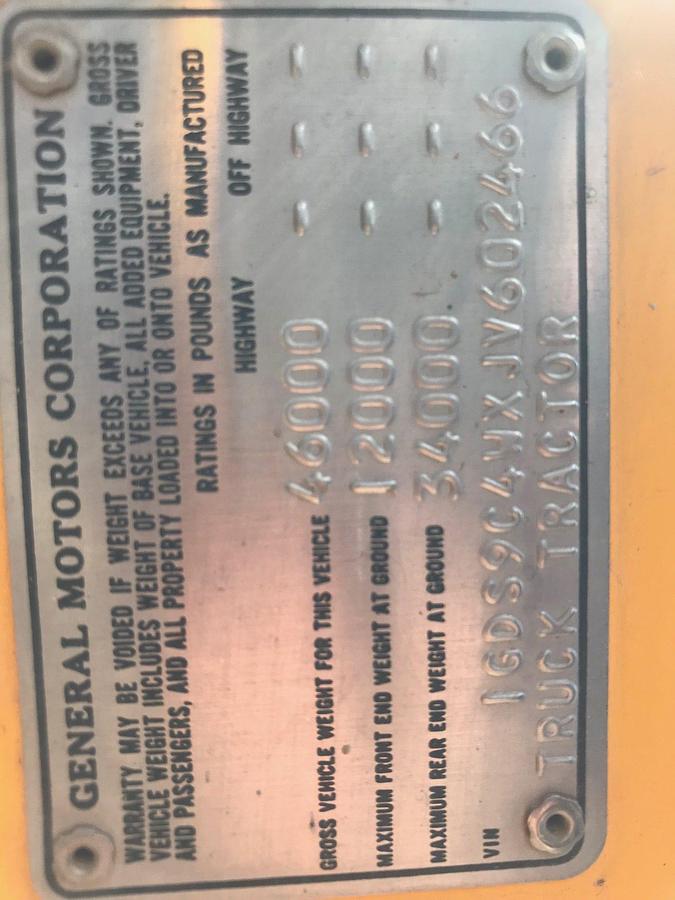 GENERAL MOTORS CORPORATION
WARRANTY MAY BE VOIDED IF WEIGHT EXCEEDS ANY OF RATINGS SHOWN. GROSS
VEHICLE WEIGHT INCLUDES WEIGHT OF BASE VEHICLE, ALL ADDED EQUIPMENT, DRIVER
AND PASSENGERS, AND ALL PROPERTY LOADED INTO OR ONTO VEHICLE.
RATINGS IN POUNDS AS MANUFACTURED
HIGHWAY OFF HIGHWAY
GROSS VEHICLE WEIGHT FOR THIS VEHICLE 46000 - - -
MAXIMUM FRONT END WEIGHT AT GROUND 12000 - - -
MAXIMUM REAR END WEIGHT AT GROUND 34000 - - -
VIN 1GDS9C4WXJV602466
TRUCK TRACTOR